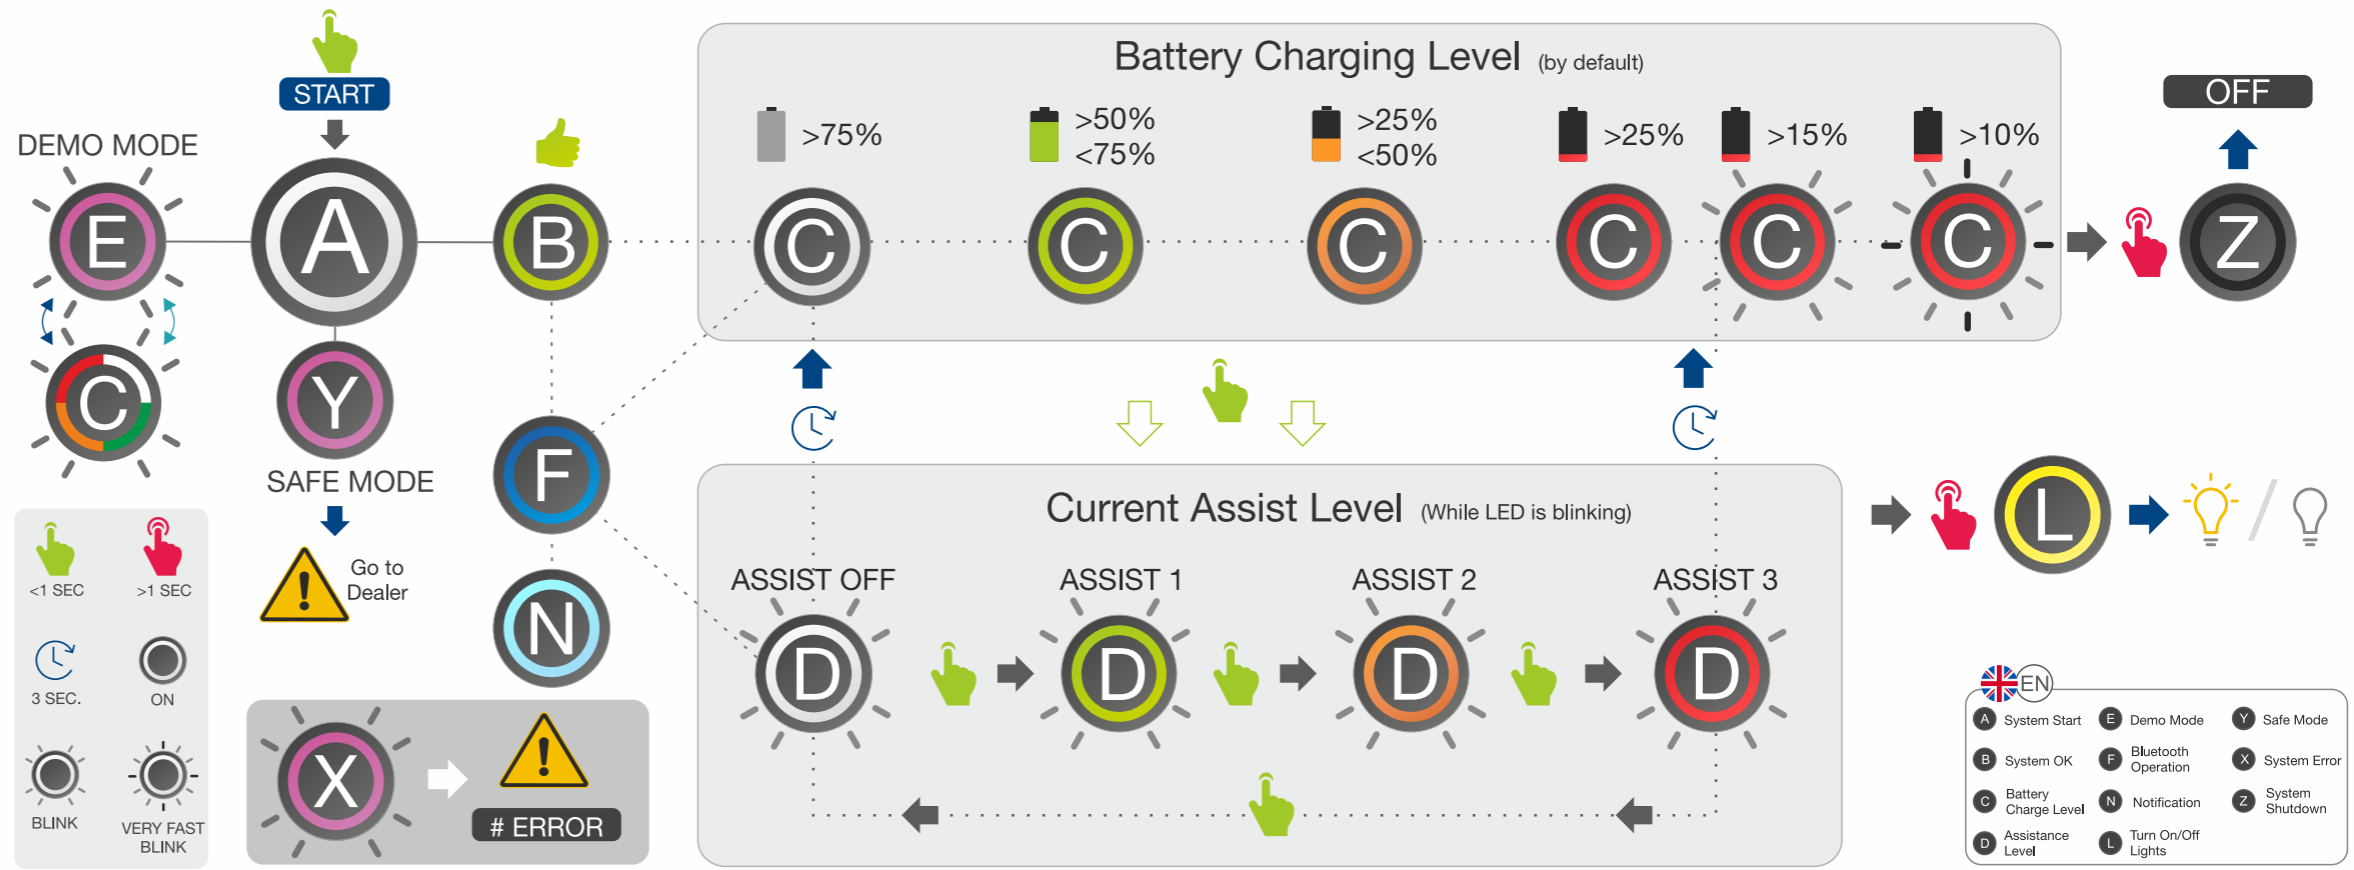 START
DEMO MODE
E
A
B
C
Y
SAFE MODE
Go to
Dealer
F
N
Battery Charging Level (by default)
>75%
>50%
<75%
>25%
<50%
>25%
>15%
>10%
C
C
C
C
C
C
OFF
Z
Current Assist Level (While LED is blinking)
ASSIST OFF
ASSIST 1
ASSIST 2
ASSIST 3
D
D
D
D
L
<1 SEC
>1 SEC
3 SEC.
ON
BLINK
VERY FAST
BLINK
X
# ERROR
EN
A System Start
B System OK
C Battery
Charge Level
D Assistance
Level
E Demo Mode
F Bluetooth
Operation
N Notification
L Turn On/Off
Lights
Y Safe Mode
X System Error
Z System
Shutdown